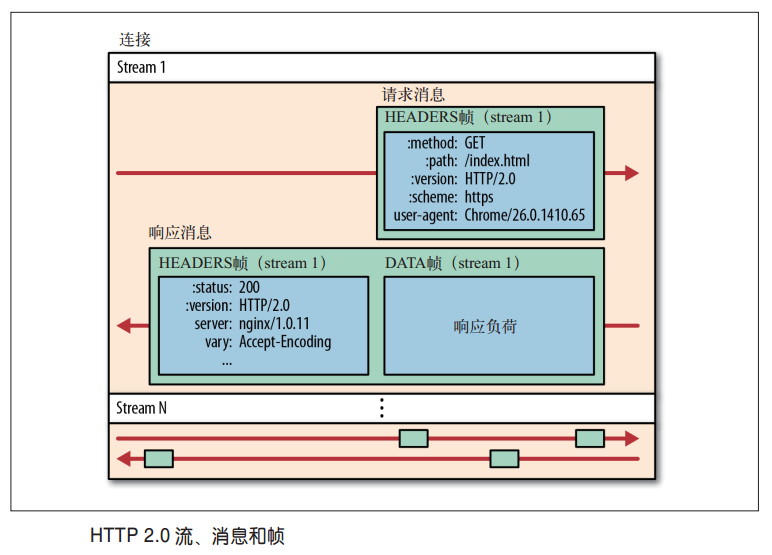 连接
Stream 1
请求消息
HEADERS帧（stream 1）
:method: GET
:path: /index.html
:version: HTTP/2.0
:scheme: https
user-agent: Chrome/26.0.1410.65
响应消息
HEADERS帧（stream 1）
:status: 200
:version: HTTP/2.0
server: nginx/1.0.11
vary: Accept-Encoding
...
DATA帧（stream 1）
响应负荷
Stream N
HTTP 2.0 流、消息和帧